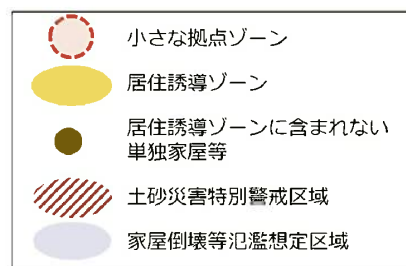 小さな拠点ゾーン
居住誘導ゾーン
居住誘導ゾーンに含まれない
単独家屋等
土砂災害特別警戒区域
家屋倒壊等氾濫想定区域